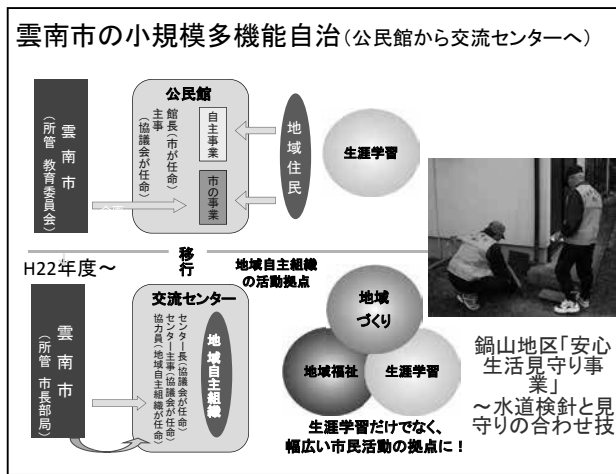 雲南市の小規模多機能自治(公民館から交流センターへ)
雲南市
(所管 教育委員会)
公民館
館長(市が任命)
主事
(協議会が任命)
自主事業
市の事業
地域住民
生涯学習
移行
H22年度~
地域自主組織
の活動拠点
雲南市
(所管 市長部局)
交流センター
センター長(協議会が任命)
センター主事(協議会が任命)
協力員(地域自主組織が任命)
地域自主組織
地域
づくり
地域福祉
生涯学習
生涯学習だけでなく、
幅広い市民活動の拠点に!
鍋山地区「安心
生活見守り事
業」
~水道検針と見
守りの合わせ技